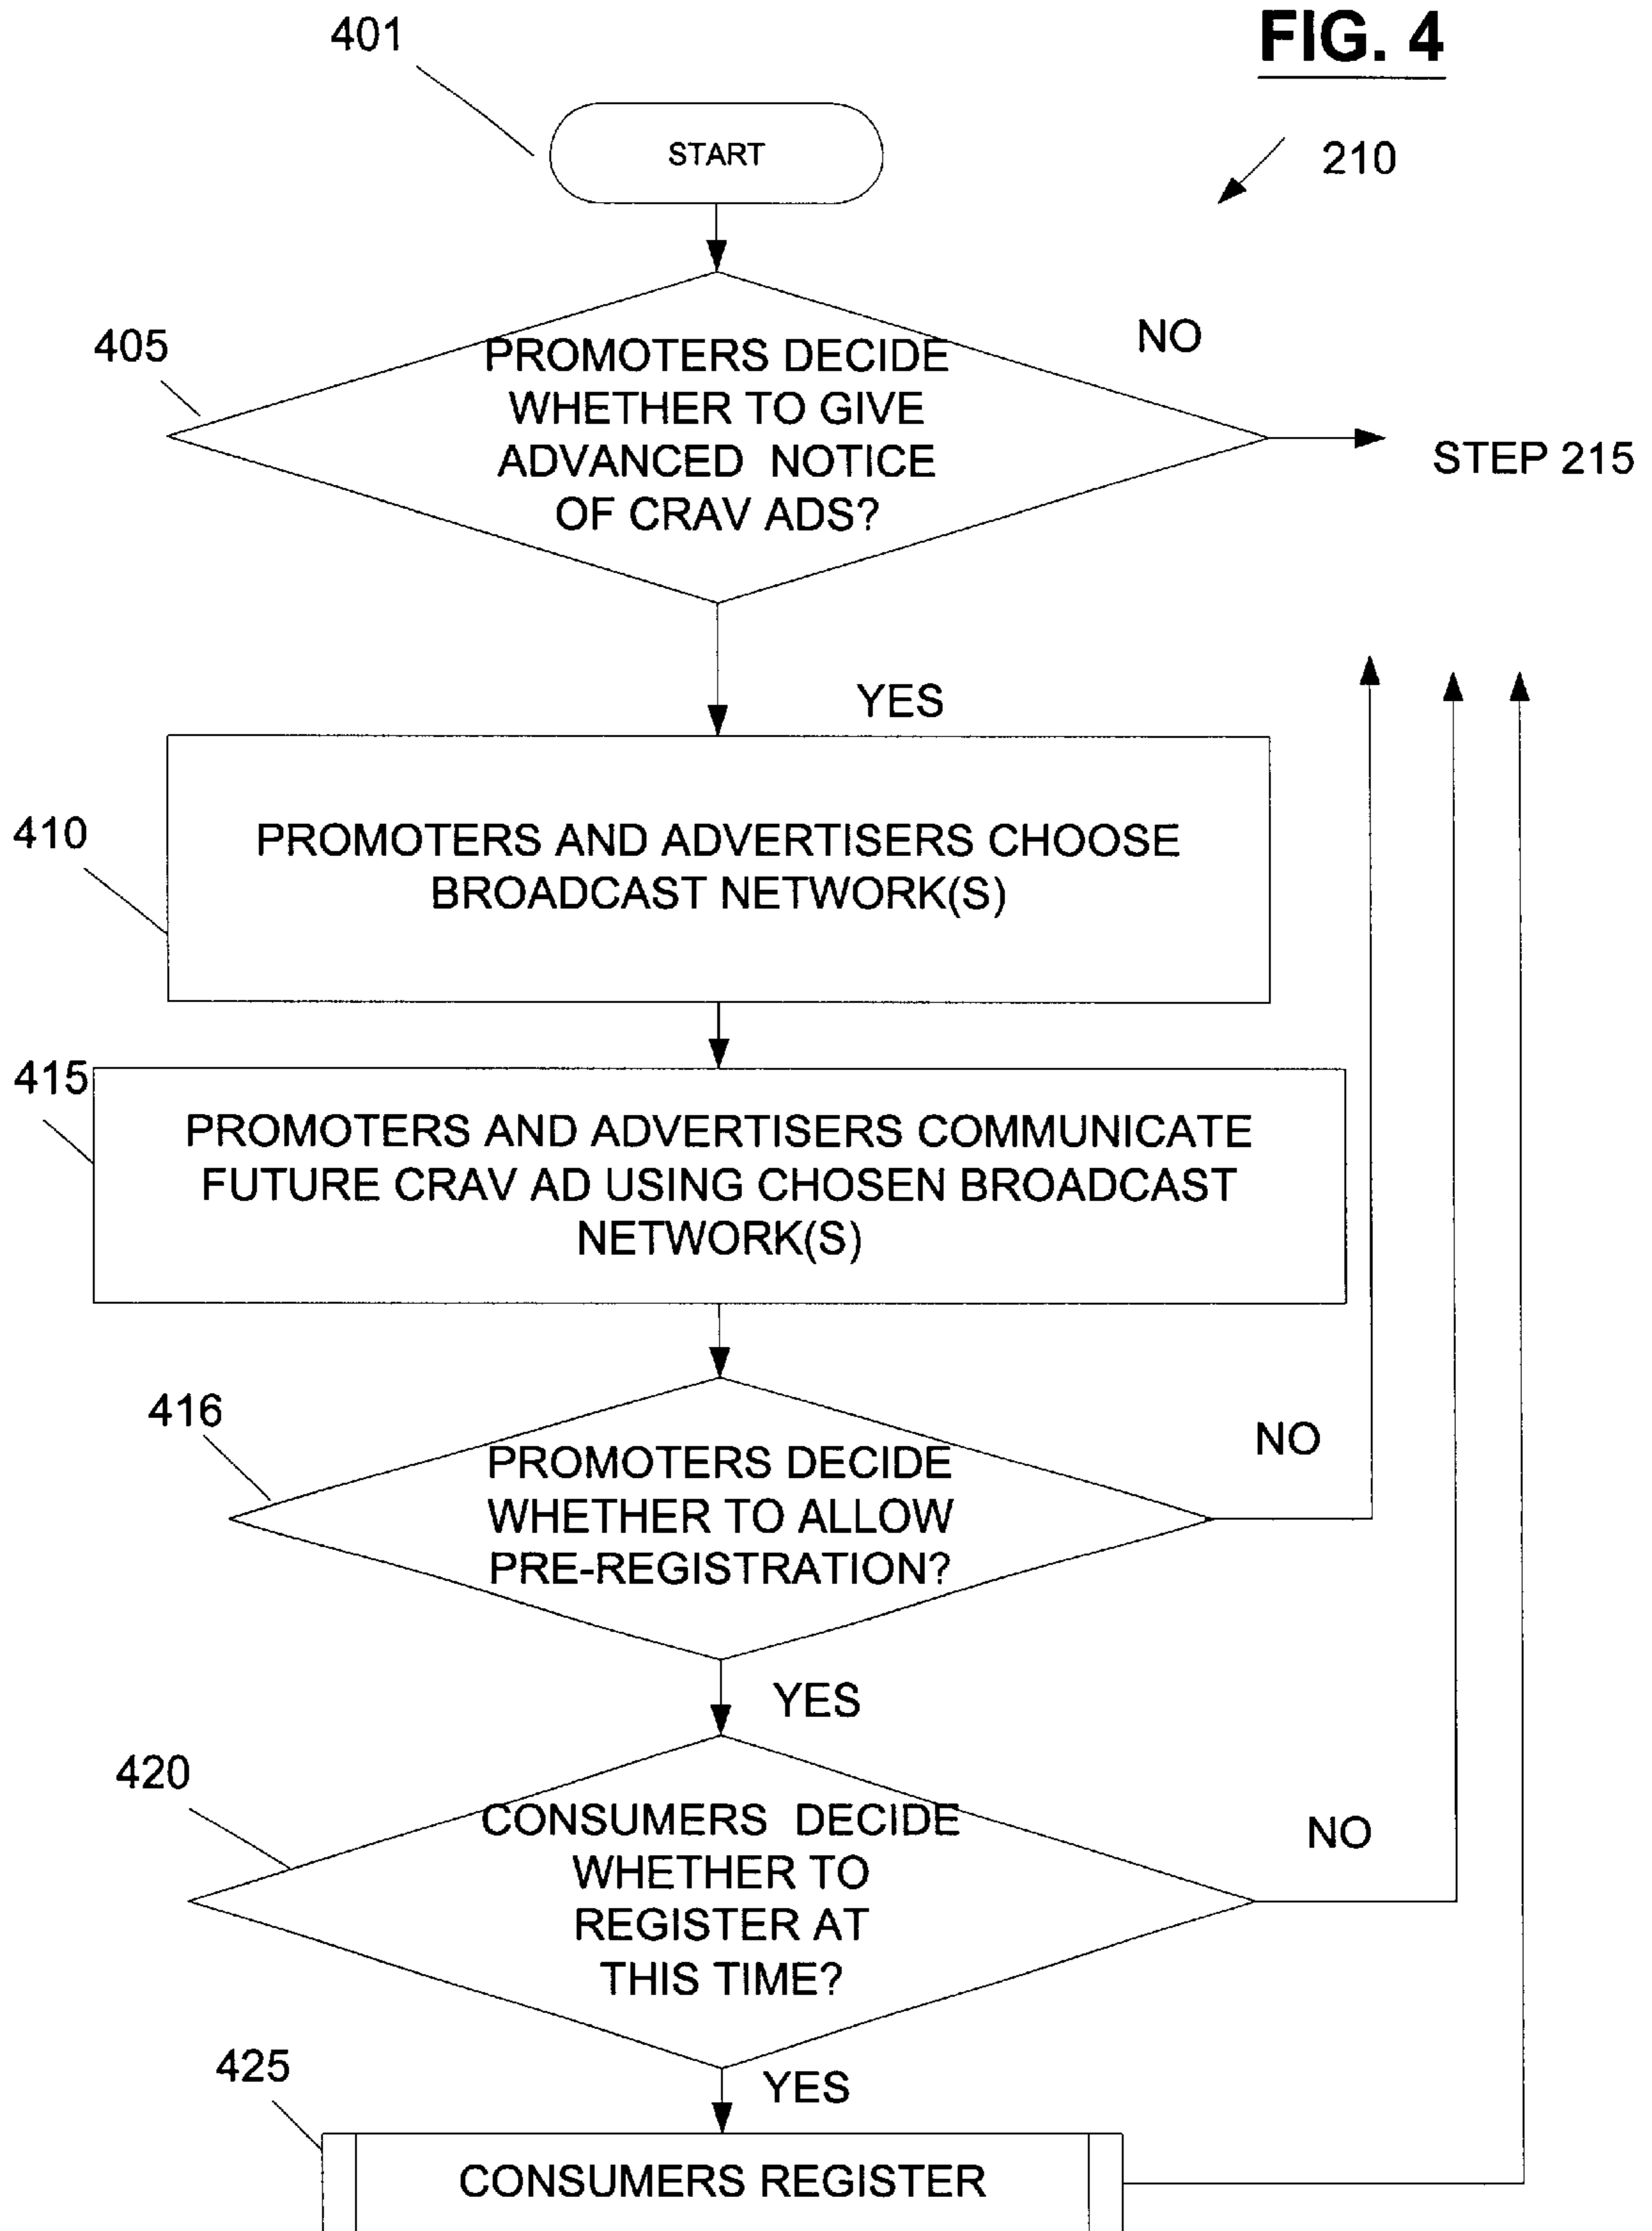 FIG. 4
401
START
210
405
PROMOTERS DECIDE
WHETHER TO GIVE
ADVANCED NOTICE
OF CRAV ADS?
NO
STEP 215
YES
410
PROMOTERS AND ADVERTISERS CHOOSE
BROADCAST NETWORK(S)
415
PROMOTERS AND ADVERTISERS COMMUNICATE
FUTURE CRAV AD USING CHOSEN BROADCAST
NETWORK(S)
416
PROMOTERS DECIDE
WHETHER TO ALLOW
PRE-REGISTRATION?
NO
YES
420
CONSUMERS DECIDE
WHETHER TO
REGISTER AT
THIS TIME?
NO
425
YES
CONSUMERS REGISTER